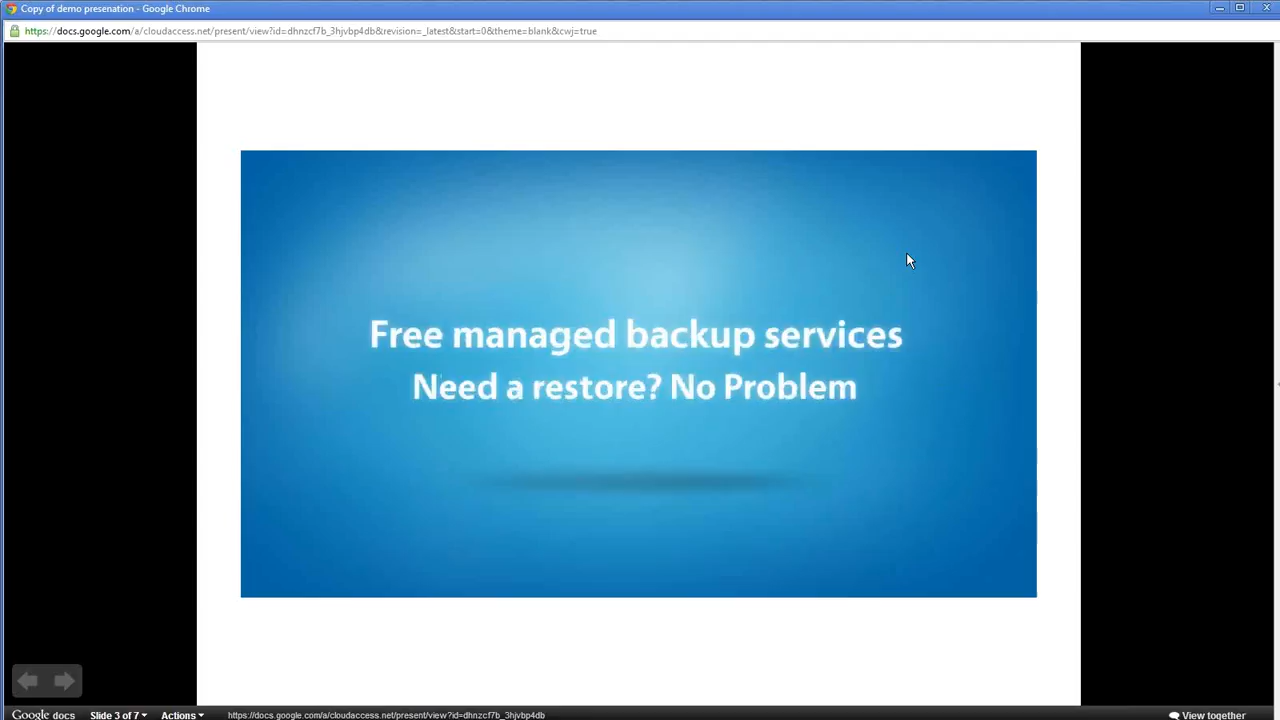 Copy of demo presenation - Google Chrome
https://docs.google.com/a/cloudaccess.net/present/view?id=dhnzcf7b_3hjvbp4db&revision=_latest&start=0&theme=blank&cwj=true
Free managed backup services
Need a restore? No Problem
Google docs Slide 3 of 7 Actions https://docs.google.com/a/cloudaccess.net/present/view?id=dhnzcf7b_3hjvbp4db View together